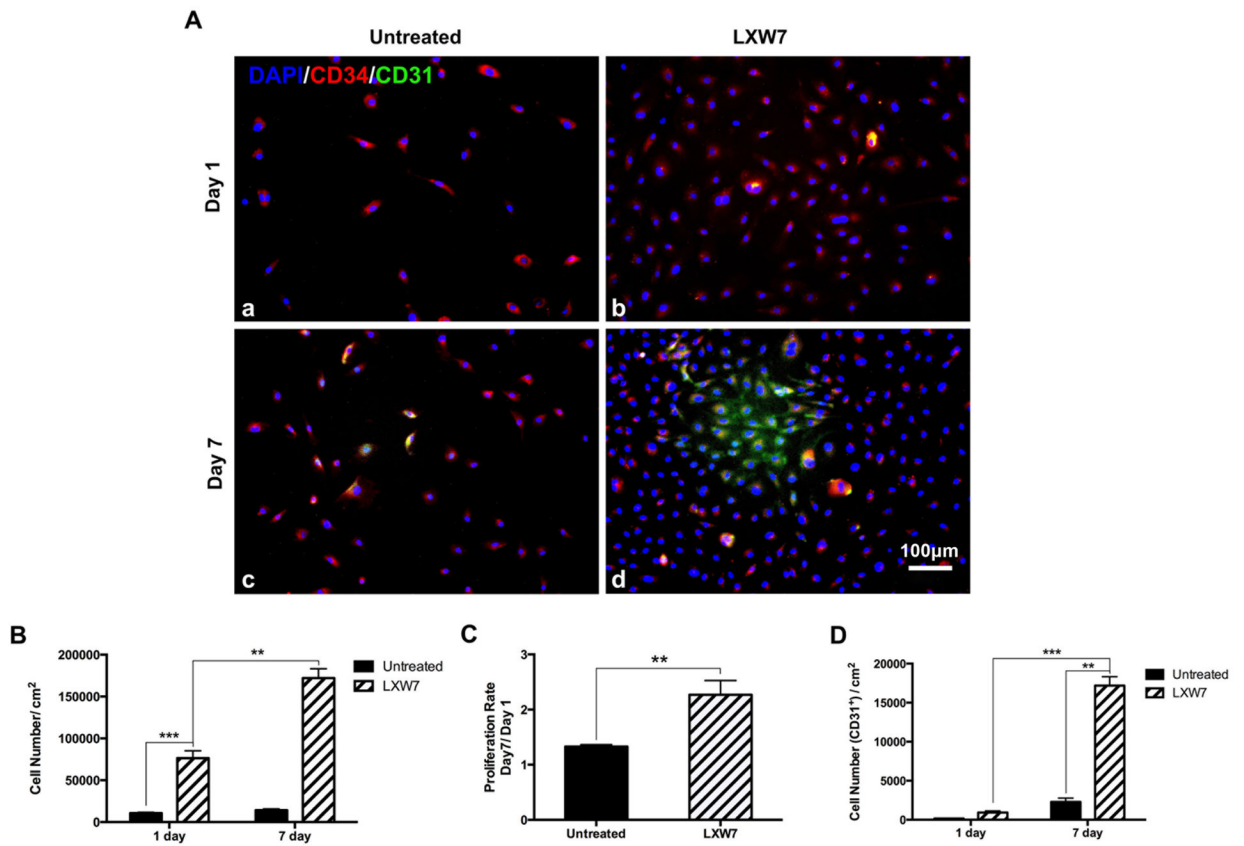 A
Untreated
LXW7
DAPI/CD34/CD31
Day 1
a
b
Day 7
c
d
100μm
B
Cell Number/ cm2
200000
150000
100000
50000
0
***
**
1 day
7 day
Untreated
LXW7
C
Proliferation Rate
Day7/ Day 1
3
2
1
0
**
Untreated
LXW7
D
Cell Number (CD31+) / cm2
20000
15000
10000
5000
0
***
**
1 day
7 day
Untreated
LXW7